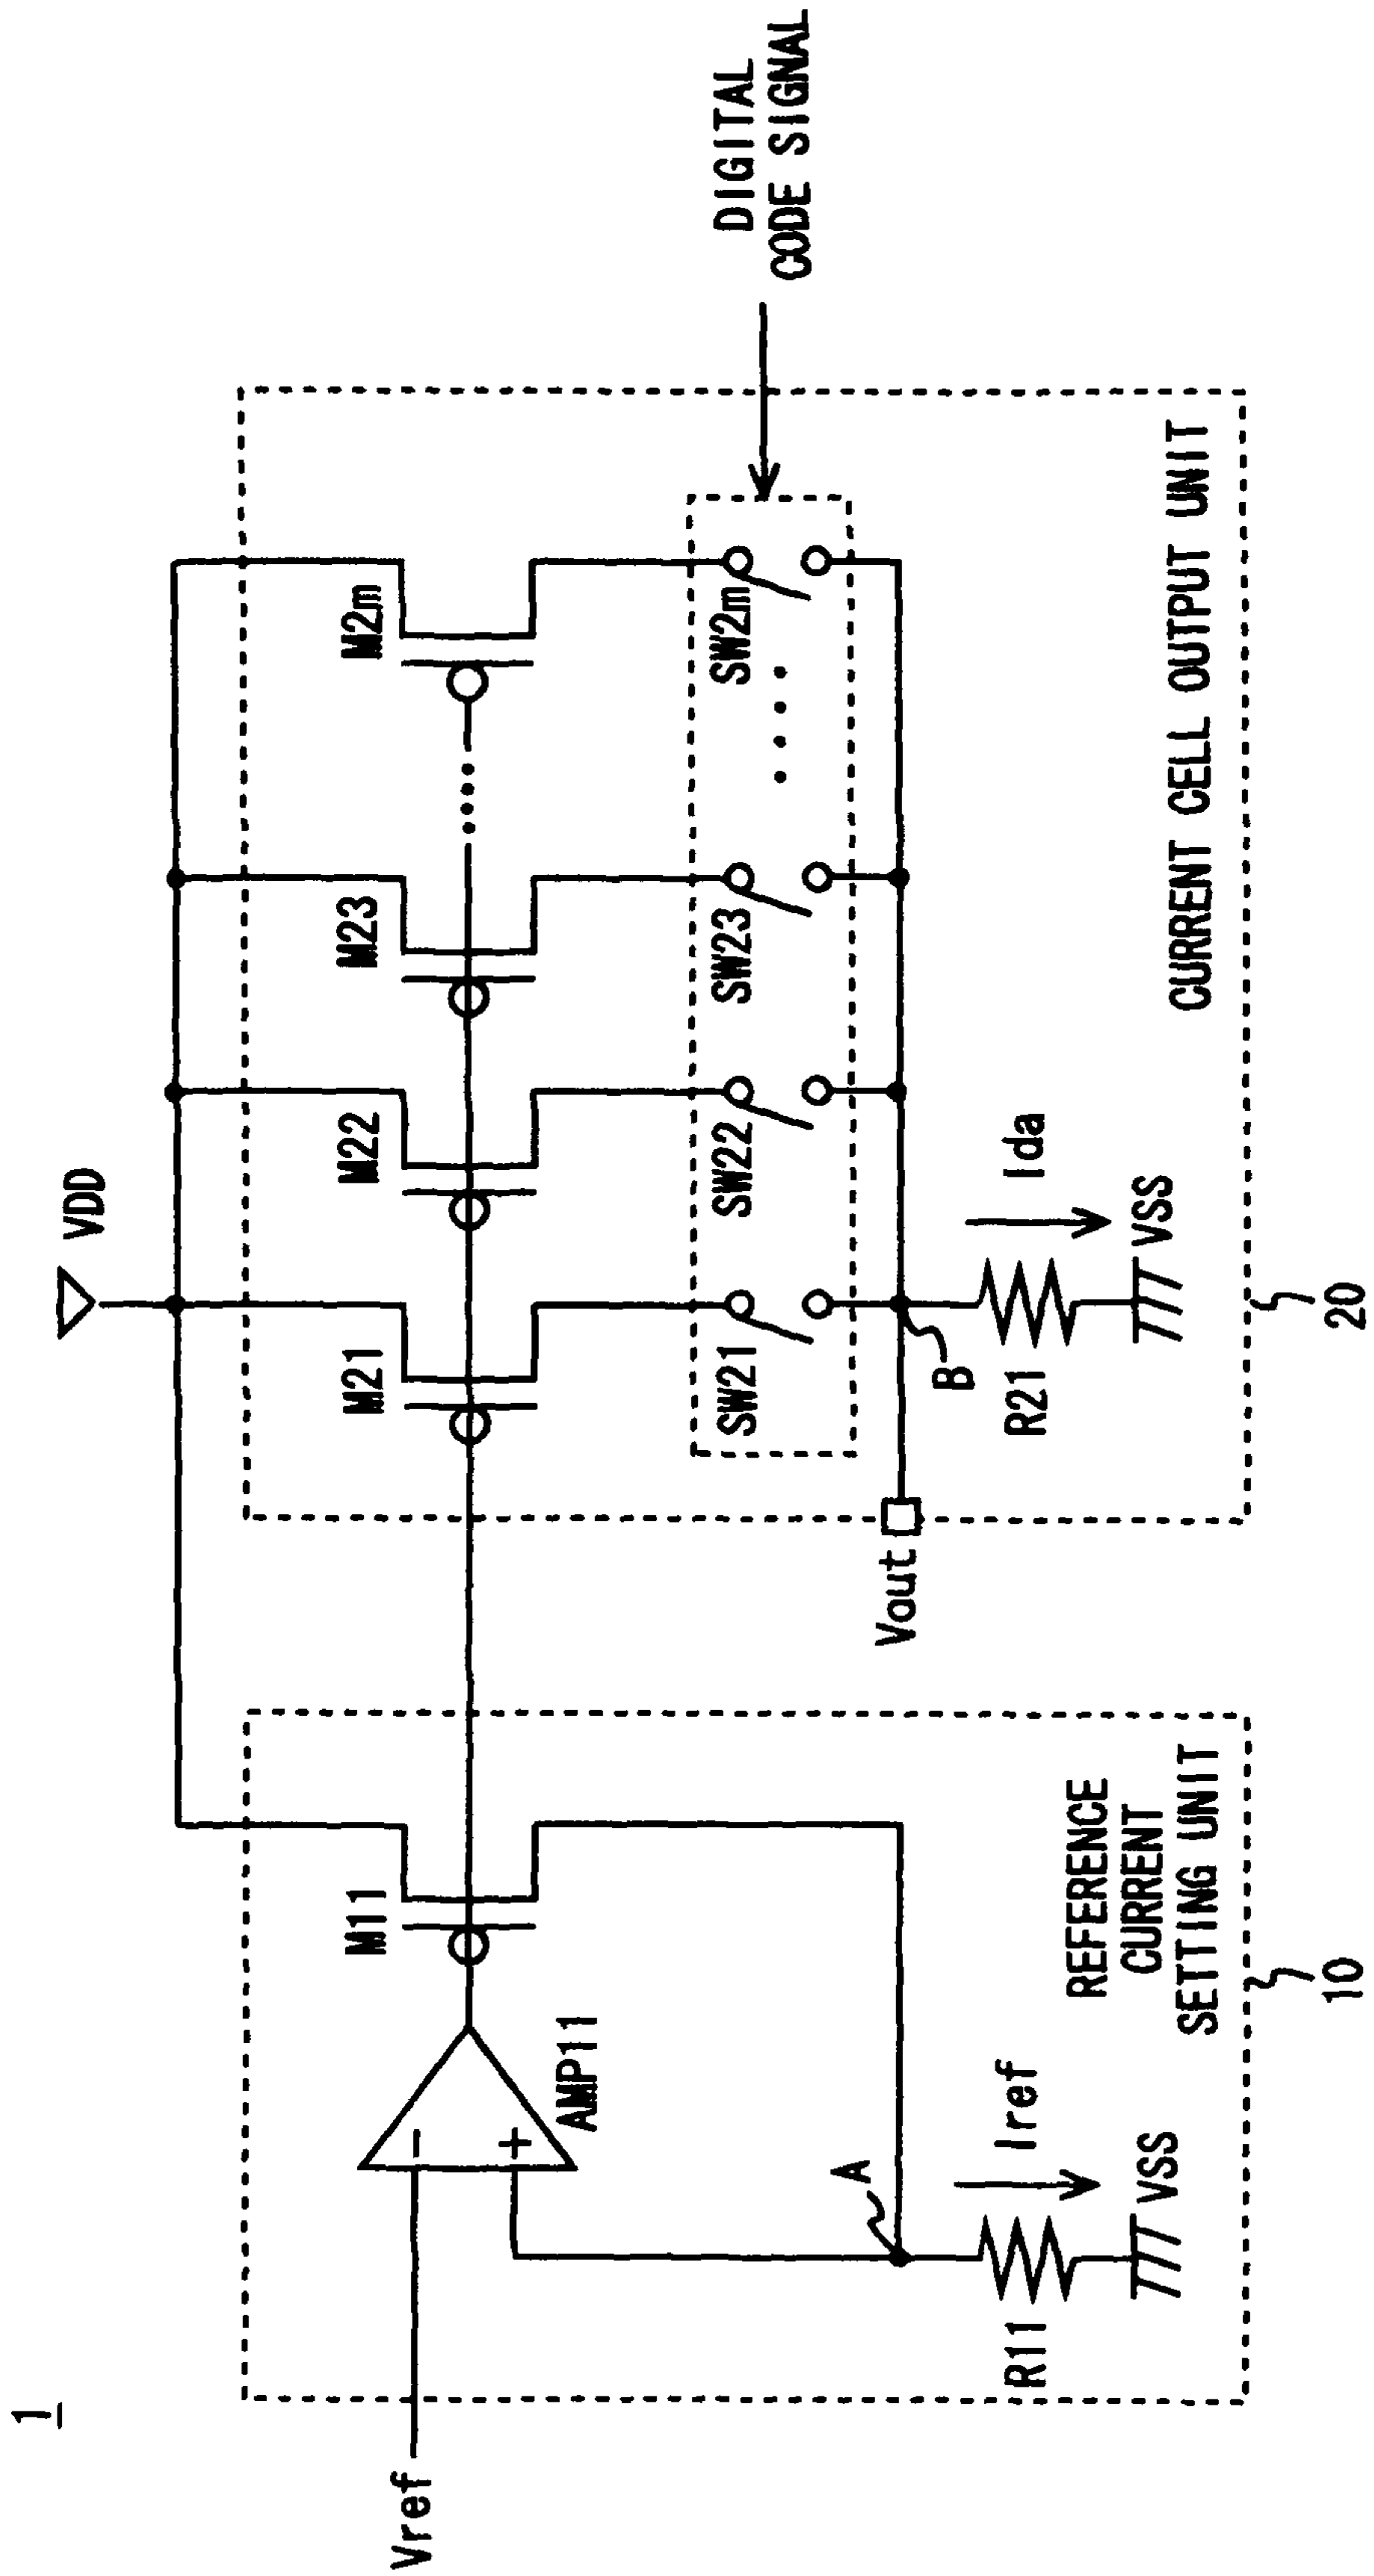 1
VDD
M11
M21
M22
M23
M2m
Vref
−
+
AMP11
SW21
SW22
SW23
SW2m
DIGITAL
CODE SIGNAL
A
Vout
B
R11
Iref
R21
Ida
VSS
VSS
REFERENCE
CURRENT
SETTING UNIT
CURRENT CELL OUTPUT UNIT
10
20